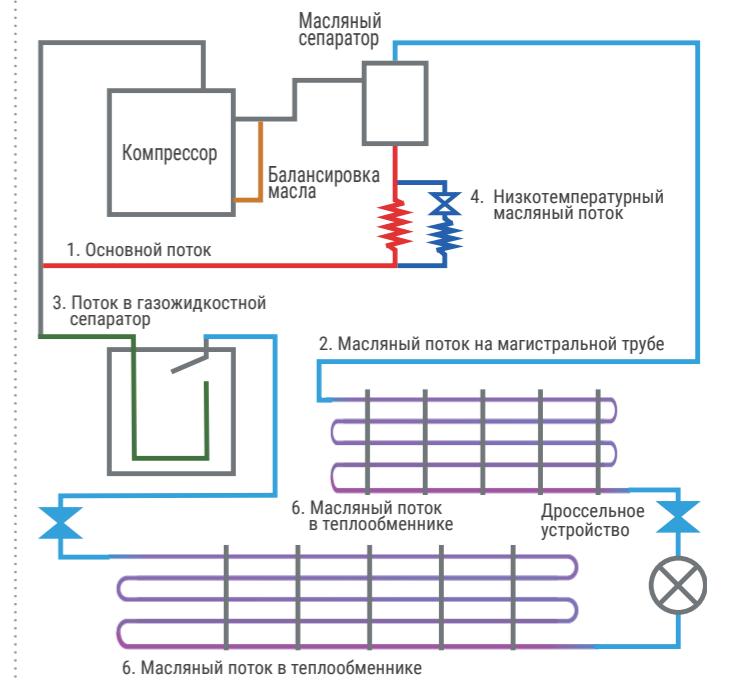 Масляный
сепаратор
Компрессор
Балансировка
масла
4. Низкотемпературный
масляный поток
1. Основной поток
3. Поток в газожидкостной
сепаратор
2. Масляный поток на магистральной трубе
6. Масляный поток
в теплообменнике
Дроссельное
устройство
6. Масляный поток в теплообменнике